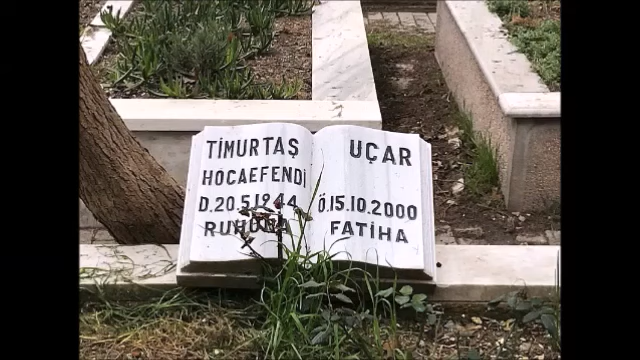 TİMURTAŞ UÇAR
HOCAEFENDİ
D.20.5.1944 Ö.15.10.2000
RUHUNA FATİHA